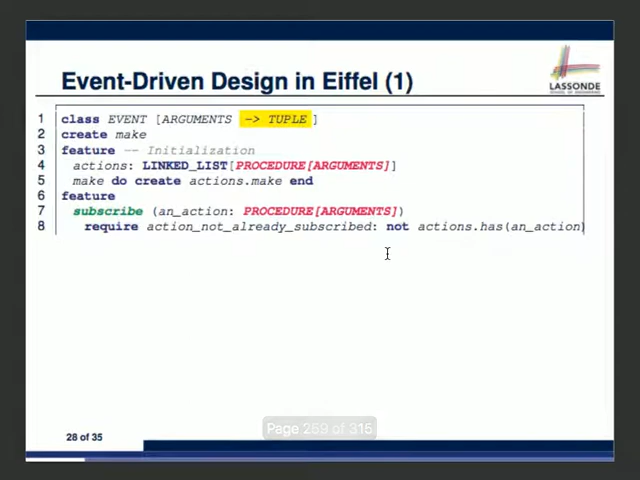 LASSONDE
Event-Driven Design in Eiffel (1)
1 class EVENT [ARGUMENTS -> TUPLE]
2 create make
3 feature -- Initialization
4 actions: LINKED_LIST[PROCEDURE[ARGUMENTS]]
5 make do create actions.make end
6 feature
7 subscribe (an_action: PROCEDURE[ARGUMENTS])
8 require action_not_already_subscribed: not actions.has(an_action)
Page 269 of 315
28 of 35